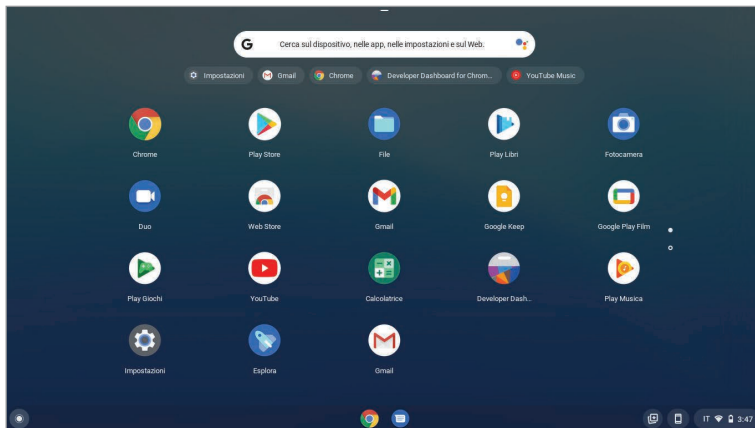 G Cerca sul dispositivo, nelle app, nelle impostazioni e sul Web.
Impostazioni Gmail Chrome Developer Dashboard for Chrom... YouTube Music
Chrome Play Store File Play Libri Fotocamera
Duo Web Store Gmail Google Keep Google Play Film
Play Giochi YouTube Calcolatrice Developer Dash... Play Musica
Impostazioni Esplora Gmail
IT 3:47